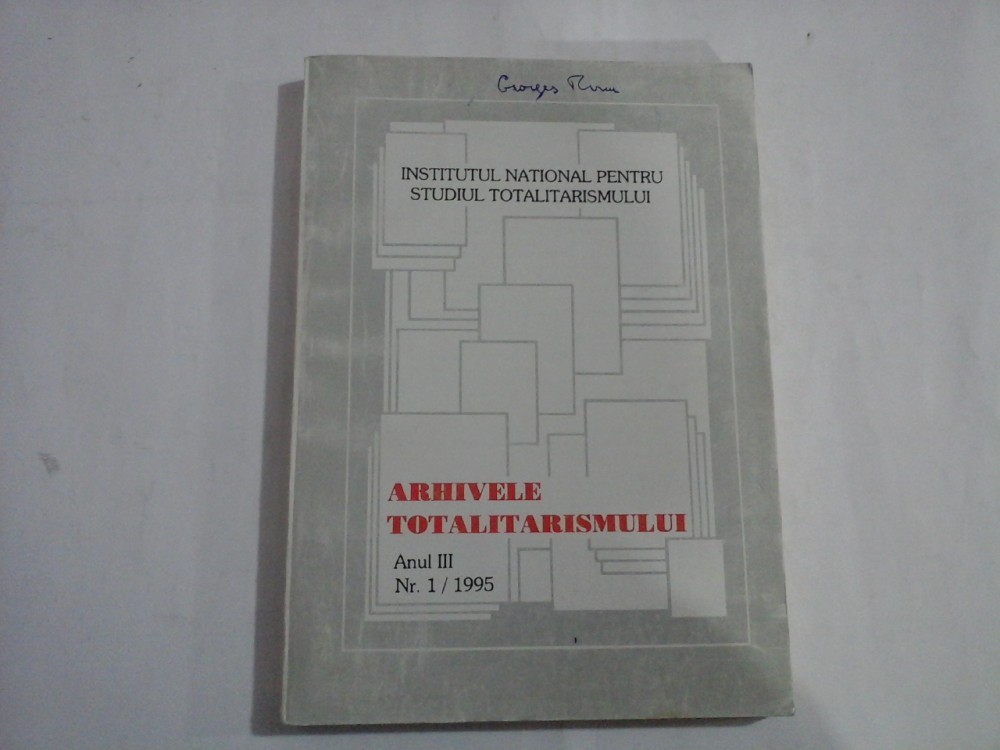 Georges
INSTITUTUL NATIONAL PENTRU
STUDIUL TOTALITARISMULUI
ARHIVELE
TOTALITARISMULUI
Anul III
Nr. 1 / 1995